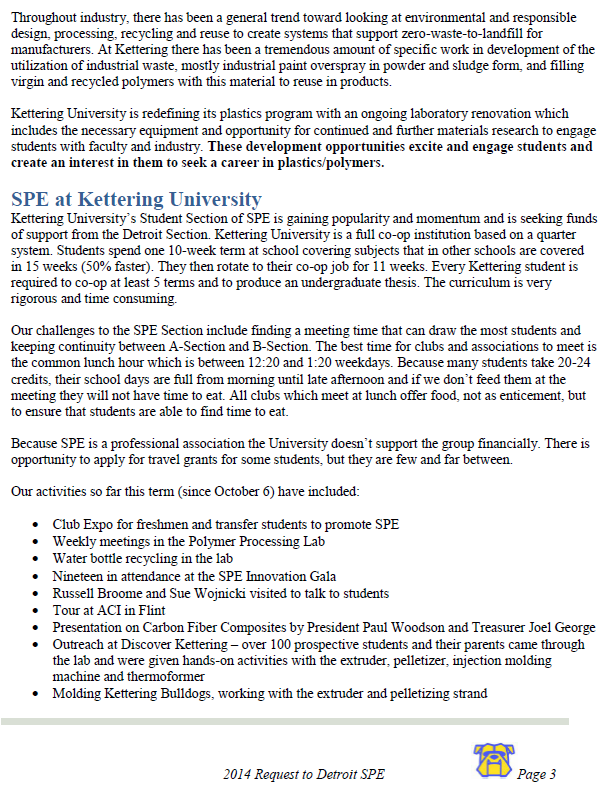 Throughout industry, there has been a general trend toward looking at environmental and responsible
design, processing, recycling and reuse to create systems that support zero-waste-to-landfill for
manufacturers. At Kettering there has been a tremendous amount of specific work in development of the
utilization of industrial waste, mostly industrial paint overspray in powder and sludge form, and filling
virgin and recycled polymers with this material to reuse in products.
Kettering University is redefining its plastics program with an ongoing laboratory renovation which
includes the necessary equipment and opportunity for continued and further materials research to engage
students with faculty and industry. These development opportunities excite and engage students and
create an interest in them to seek a career in plastics/polymers.
SPE at Kettering University
Kettering University's Student Section of SPE is gaining popularity and momentum and is seeking funds
of support from the Detroit Section. Kettering University is a full co-op institution based on a quarter
system. Students spend one 10-week term at school covering subjects that in other schools are covered
in 15 weeks (50% faster). They then rotate to their co-op job for 11 weeks. Every Kettering student is
required to co-op at least 5 terms and to produce an undergraduate thesis. The curriculum is very
rigorous and time consuming.
Our challenges to the SPE Section include finding a meeting time that can draw the most students and
keeping continuity between A-Section and B-Section. The best time for clubs and associations to meet is
the common lunch hour which is between 12:20 and 1:20 weekdays. Because many students take 20-24
credits, their school days are full from morning until late afternoon and if we don't feed them at the
meeting they will not have time to eat. All clubs which meet at lunch offer food, not as enticement, but
to ensure that students are able to find time to eat.
Because SPE is a professional association the University doesn't support the group financially. There is
opportunity to apply for travel grants for some students, but they are few and far between.
Our activities so far this term (since October 6) have included:
• Club Expo for freshmen and transfer students to promote SPE
• Weekly meetings in the Polymer Processing Lab
• Water bottle recycling in the lab
• Nineteen in attendance at the SPE Innovation Gala
• Russell Broome and Sue Wojnicki visited to talk to students
• Tour at ACI in Flint
• Presentation on Carbon Fiber Composites by President Paul Woodson and Treasurer Joel George
• Outreach at Discover Kettering – over 100 prospective students and their parents came through
the lab and were given hands-on activities with the extruder, pelletizer, injection molding
machine and thermoformer
• Molding Kettering Bulldogs, working with the extruder and pelletizing strand
2014 Request to Detroit SPE Page 3